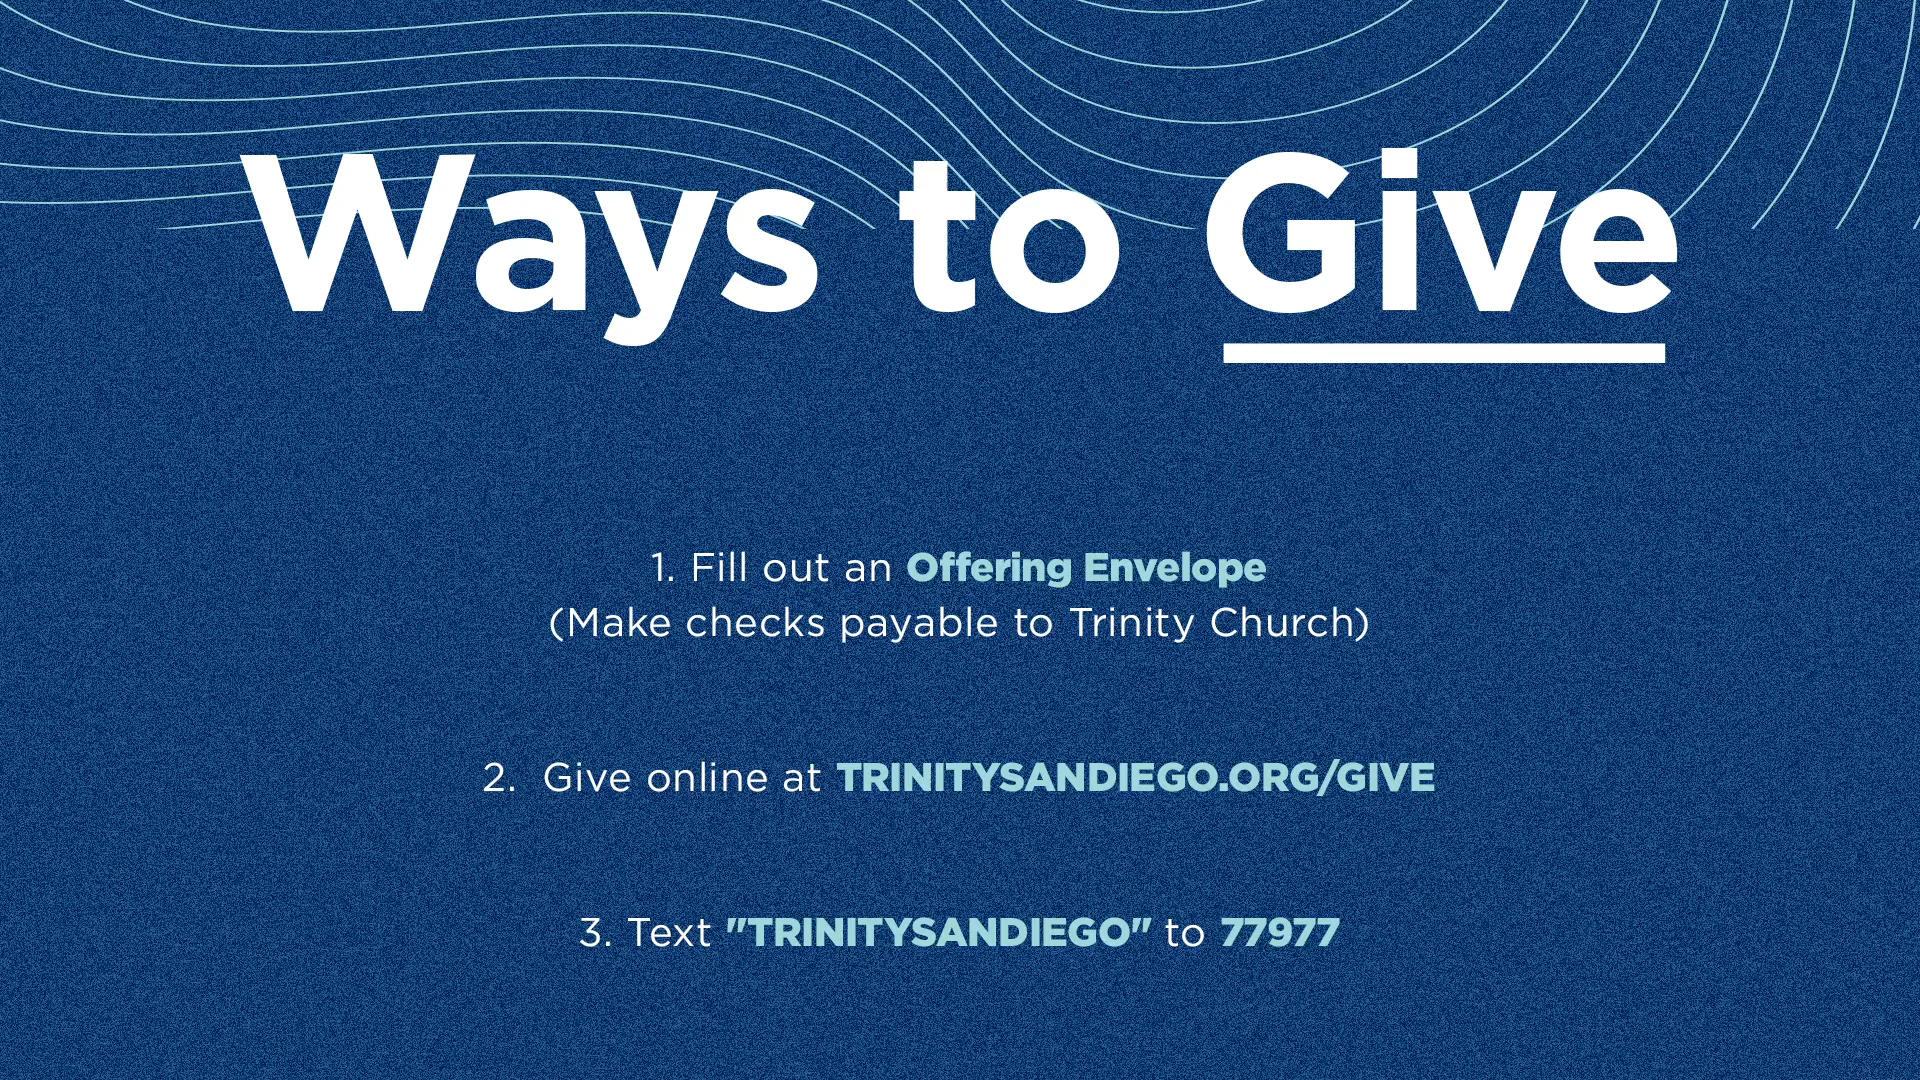 Ways to Give
1. Fill out an Offering Envelope
(Make checks payable to Trinity Church)
2. Give online at TRINITYSANDIEGO.ORG/GIVE
3. Text "TRINITYSANDIEGO" to 77977